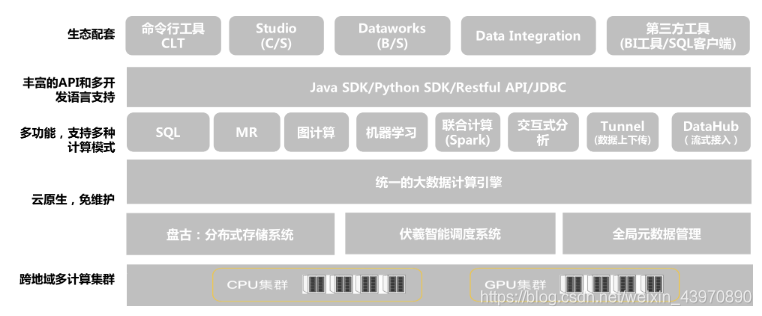 生态配套
命令行工具
CLT
Studio
(C/S)
Dataworks
(B/S)
Data Integration
第三方工具
(BI工具/SQL客户端)
丰富的API和多开
发语言支持
Java SDK/Python SDK/Restful API/JDBC
多功能，支持多种
计算模式
SQL
MR
图计算
机器学习
联合计算
(Spark)
交互式分
析
Tunnel
(数据上下传)
DataHub
（流式接入）
云原生，免维护
统一的大数据计算引擎
盘古：分布式存储系统
伏羲智能调度系统
全局元数据管理
跨地域多计算集群
CPU集群
GPU集群
https://blog.csdn.net/weixin_43970890